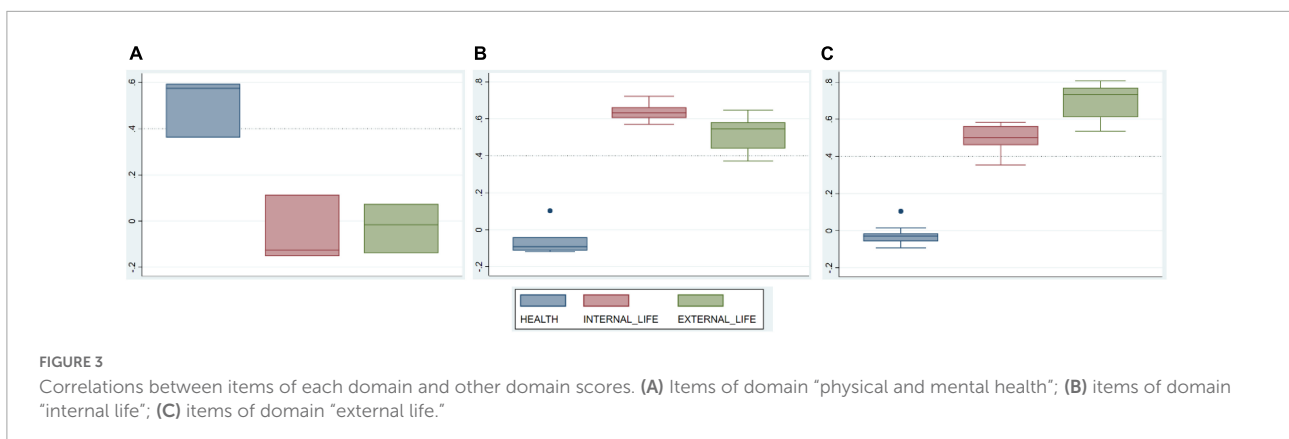 A
B
C
.6
.4
.2
0
-.2
.8
.6
.4
.2
0
-.2
.8
.6
.4
.2
0
-.2
HEALTH INTERNAL_LIFE EXTERNAL_LIFE
FIGURE 3
Correlations between items of each domain and other domain scores. (A) Items of domain “physical and mental health”; (B) items of domain
“internal life”; (C) items of domain “external life.”